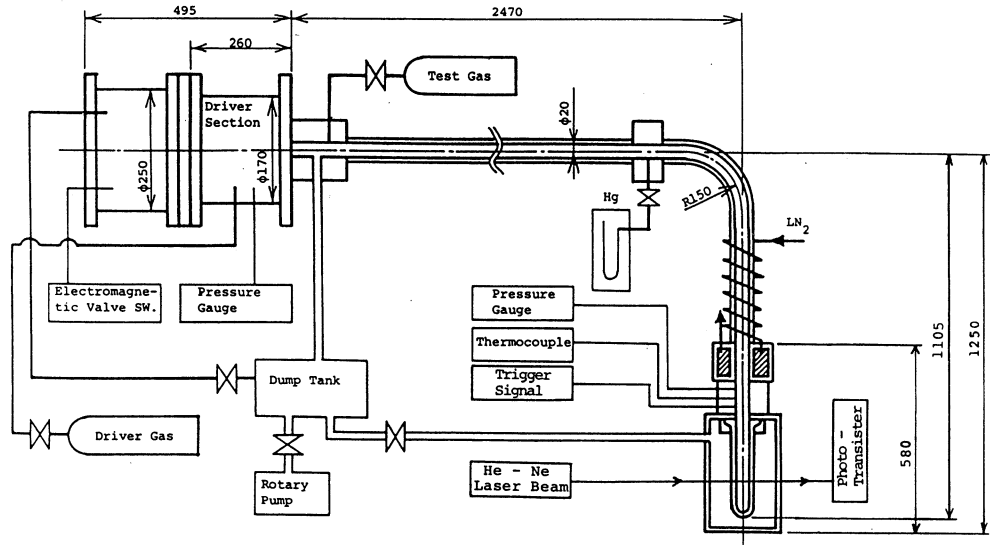 495
2470
260
Test Gas
Driver
Section
φ250
φ170
φ20
R150
Hg
LN2
Electromagne-
tic Valve SW.
Pressure
Gauge
Pressure
Gauge
Thermocouple
Trigger
Signal
Dump Tank
Driver Gas
Rotary
Pump
He - Ne
Laser Beam
Photo -
Transister
580
1105
1250